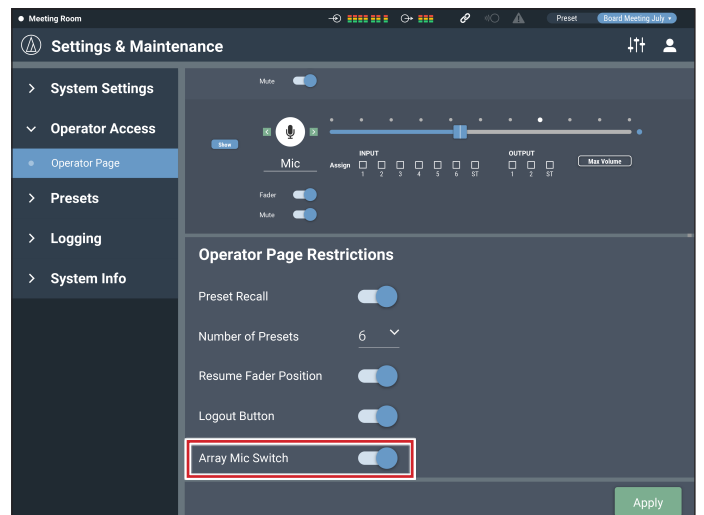 Meeting Room
Preset
Board Meeting July
Settings & Maintenance
System Settings
Operator Access
Operator Page
Presets
Logging
System Info
Mute
Show
Mic
Assign
INPUT
1 2 3 4 5 6 ST
OUTPUT
1 2 ST
Max Volume
Fader
Mute
Operator Page Restrictions
Preset Recall
Number of Presets 6
Resume Fader Position
Logout Button
Array Mic Switch
Apply